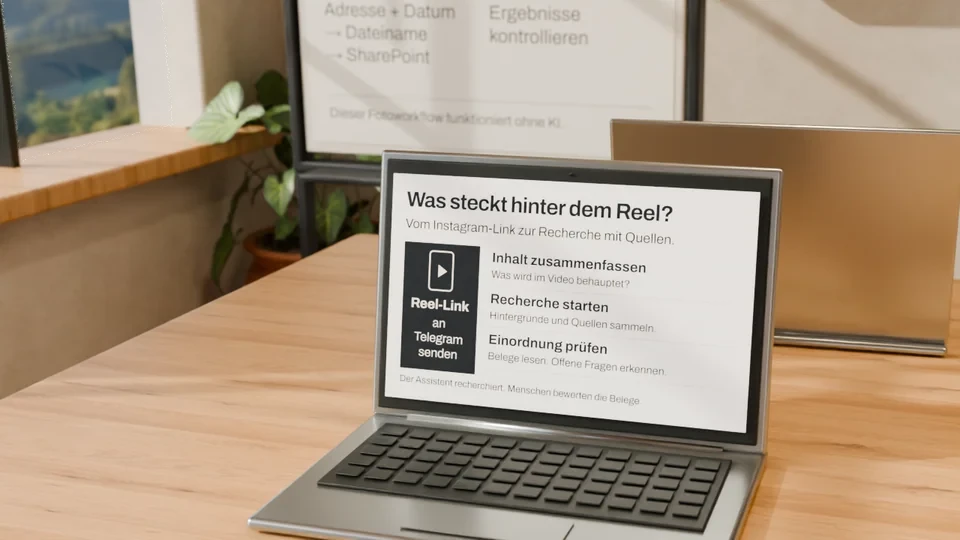 Adresse + Datum
→ Dateiname
→ SharePoint
Ergebnisse
kontrollieren
Dieser Fotoworkflow funktioniert ohne KI.
Was steckt hinter dem Reel?
Vom Instagram-Link zur Recherche mit Quellen.
Reel-Link
an
Telegram
senden
Inhalt zusammenfassen
Was wird im Video behauptet?
Recherche starten
Hintergründe und Quellen sammeln.
Einordnung prüfen
Belege lesen. Offene Fragen erkennen.
Der Assistent recherchiert. Menschen bewerten die Belege